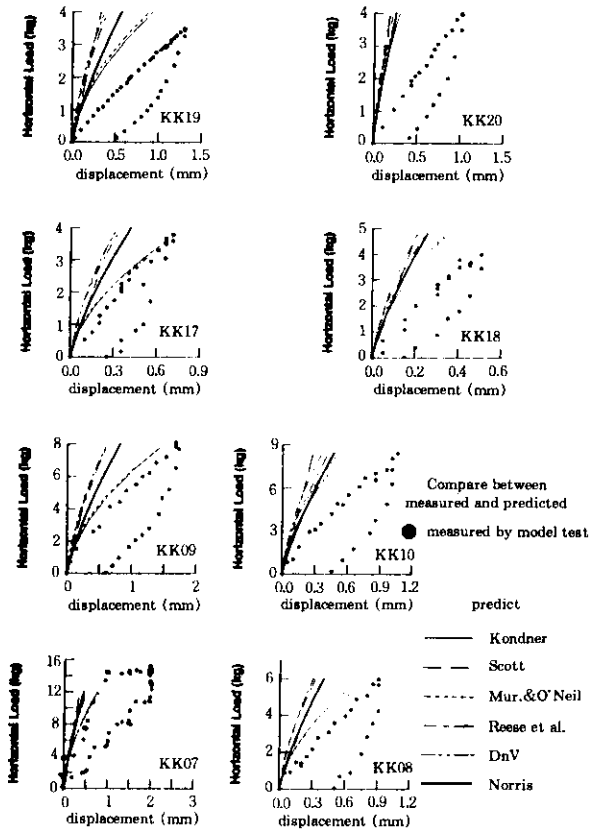 Horizontal Load (kg)
4
3
2
1
0
KK19
0.0 0.5 1.0 1.5
displacement (mm)
Horizontal Load (kg)
4
3
2
1
0
KK20
0.0 0.5 1.0 1.5
displacement (mm)
Horizontal Load (kg)
4
3
2
1
0
KK17
0.0 0.3 0.6 0.9
displacement (mm)
Horizontal Load (kg)
5
4
3
2
1
0
KK18
0.0 0.2 0.4 0.6
displacement (mm)
Horizontal Load (kg)
8
6
4
2
0
KK09
0 1 2
displacement (mm)
Horizontal Load (kg)
9
6
3
0
KK10
0.0 0.3 0.6 0.9 1.2
displacement (mm)
Compare between
measured and predicted
measured by model test
predict
Kondner
Scott
Mur.&O'Neil
Reese et al.
DnV
Norris
Horizontal Load (kg)
16
12
8
4
0
KK07
0 1 2 3
displacement (mm)
Horizontal Load (kg)
6
4
2
0
KK08
0.0 0.3 0.6 0.9 1.2
displacement (mm)